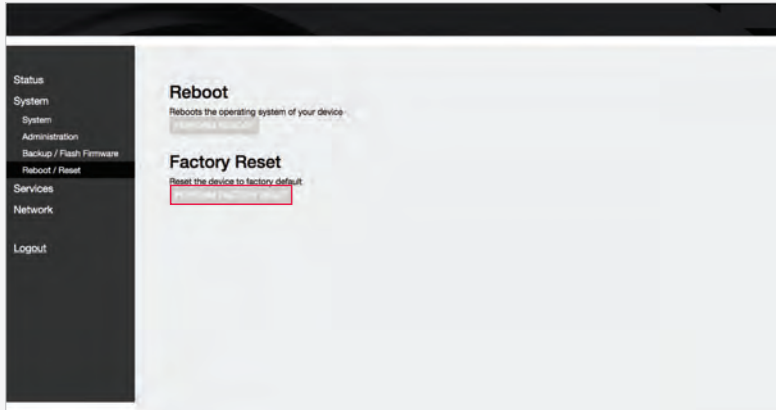 Status
System
System
Administration
Backup / Flash Firmware
Reboot / Reset
Services
Network
Logout
Reboot
Reboots the operating system of your device
Factory Reset
Reset the device to factory default